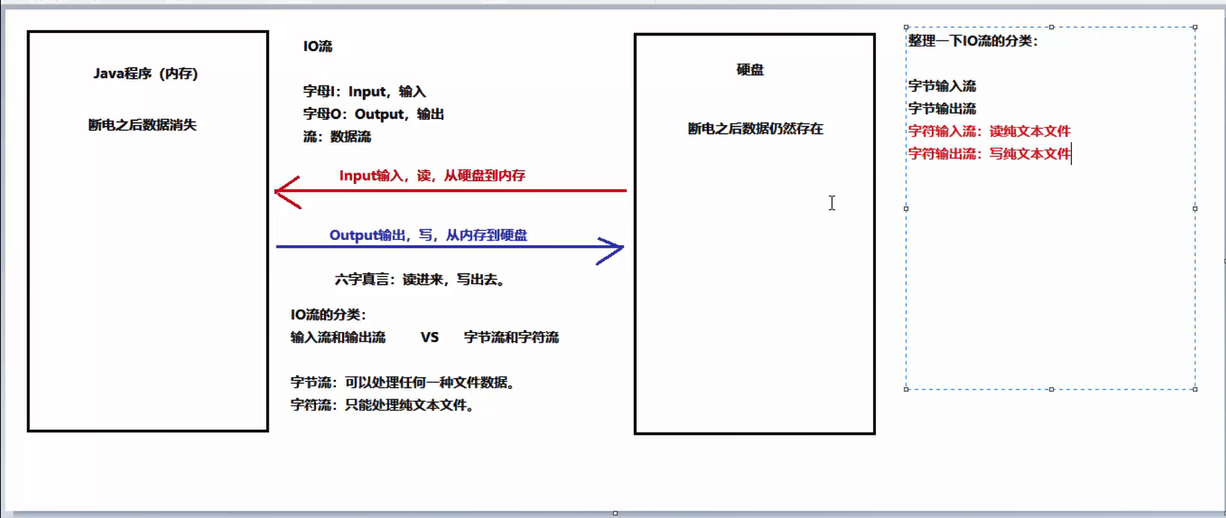 Java程序（内存）
断电之后数据消失
IO流
字母I：Input，输入
字母O：Output，输出
流：数据流
Input输入，读，从硬盘到内存
Output输出，写，从内存到硬盘
六字真言：读进来，写出去。
IO流的分类：
输入流和输出流 VS 字节流和字符流
字节流：可以处理任何一种文件数据。
字符流：只能处理纯文本文件。
硬盘
断电之后数据仍然存在
整理一下IO流的分类：
字节输入流
字节输出流
字符输入流：读纯文本文件
字符输出流：写纯文本文件